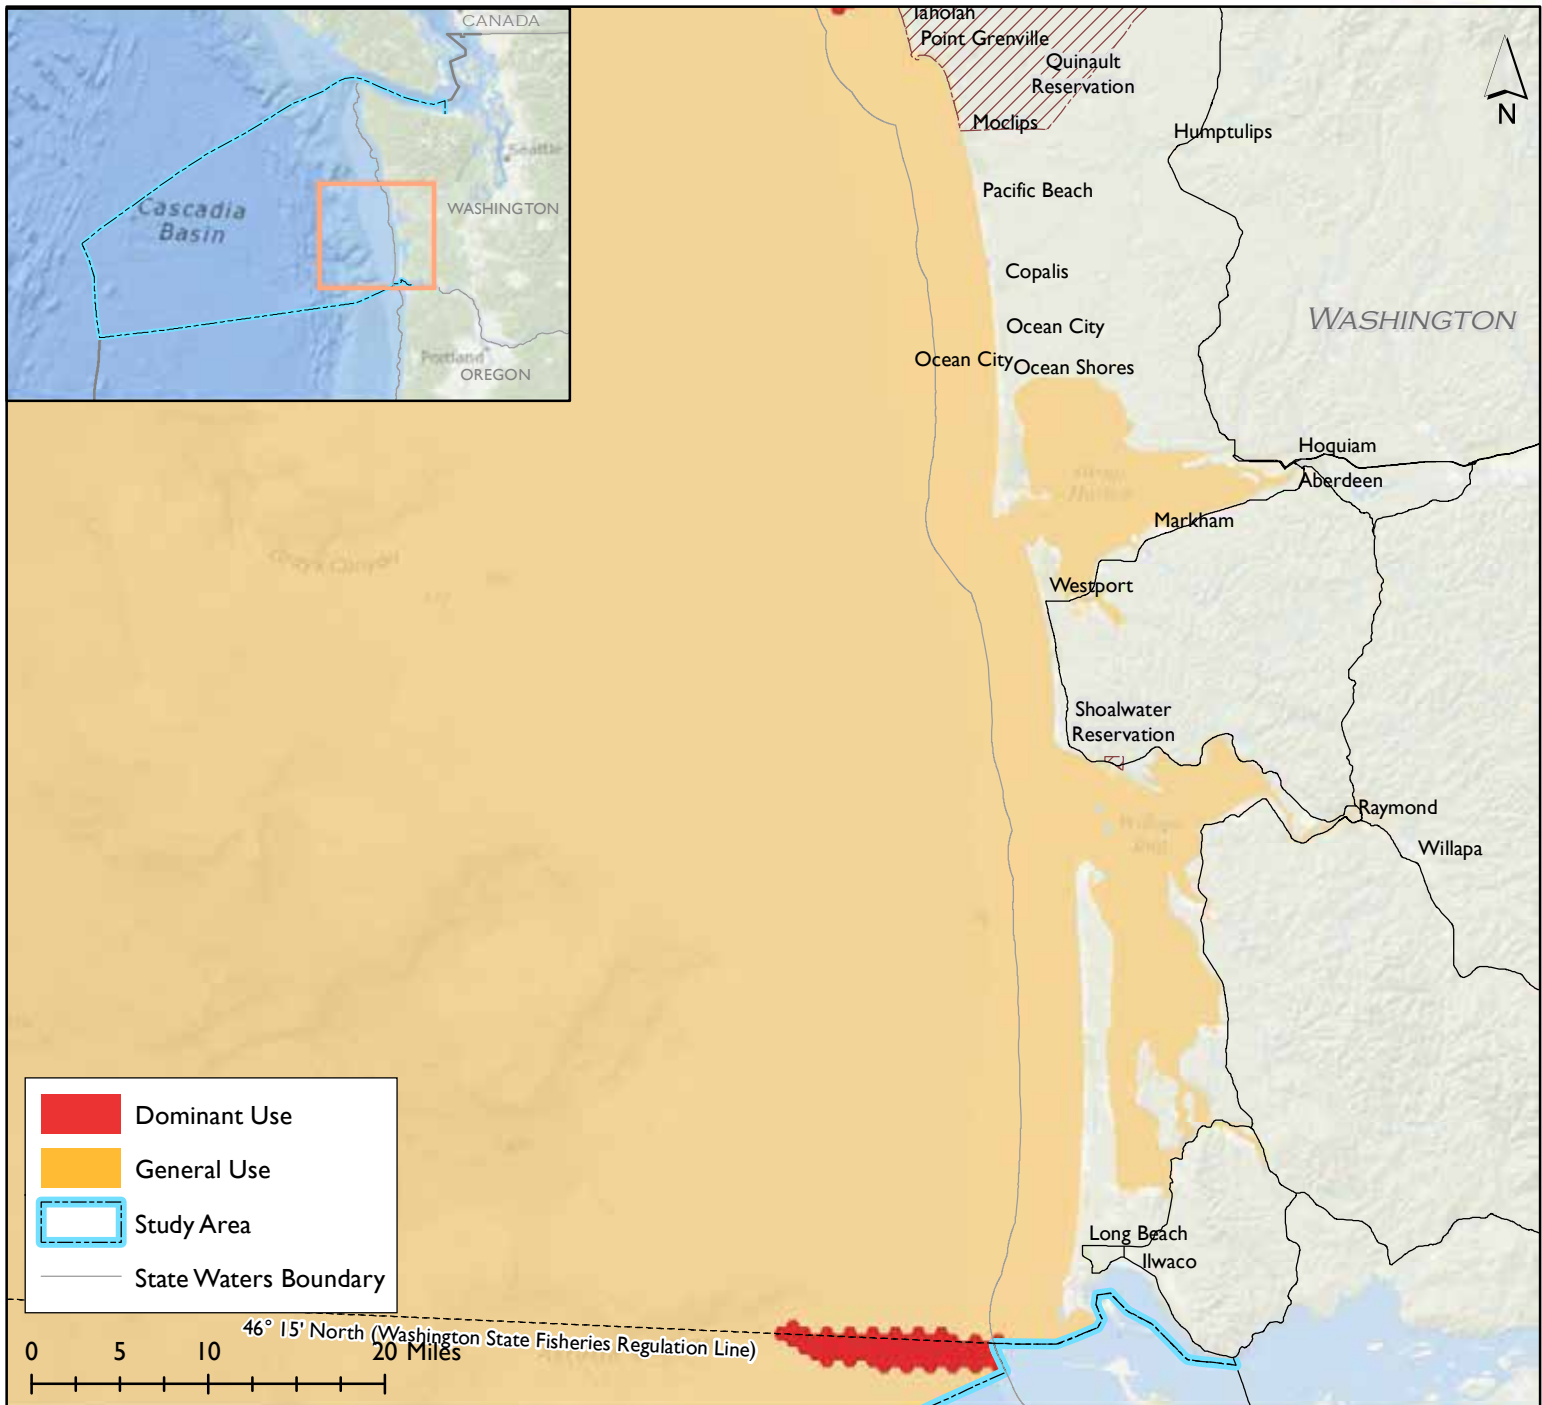 CANADA
Seattle
WASHINGTON
Cascadia
Basin
Portland
OREGON
Taholah
Point Grenville
Quinault
Reservation
Moclips
Humptulips
N
Pacific Beach
Copalis
WASHINGTON
Ocean City
Ocean City
Ocean Shores
Hoquiam
Aberdeen
Markham
Westport
Shoalwater
Reservation
Raymond
Willapa
Long Beach
Ilwaco
Dominant Use
General Use
Study Area
State Waters Boundary
46° 15' North (Washington State Fisheries Regulation Line)
0 5 10 20 Miles